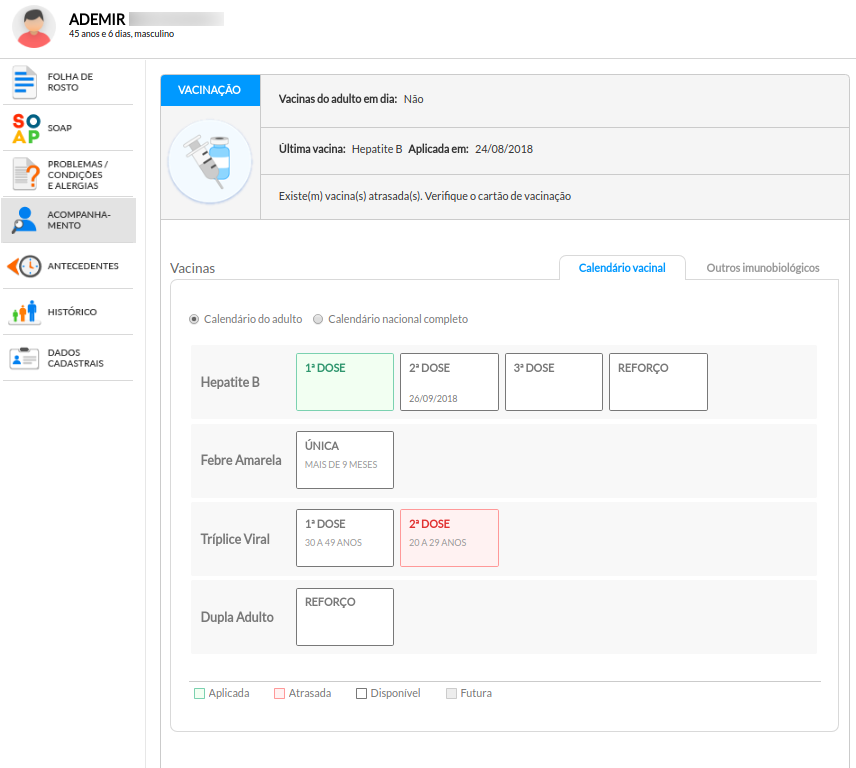 ADEMIR
45 anos e 6 dias, masculino
FOLHA DE
ROSTO
SOAP
SOAP
PROBLEMAS /
CONDIÇÕES
E ALERGIAS
ACOMPANHA-
MENTO
ANTECEDENTES
HISTÓRICO
DADOS
CADASTRAIS
VACINAÇÃO
Vacinas do adulto em dia: Não
Última vacina: Hepatite B Aplicada em: 24/08/2018
Existe(m) vacina(s) atrasada(s). Verifique o cartão de vacinação
Vacinas
Calendário vacinal
Outros imunobiológicos
Calendário do adulto
Calendário nacional completo
Hepatite B
1ª DOSE
2ª DOSE
26/09/2018
3ª DOSE
REFORÇO
Febre Amarela
ÚNICA
MAIS DE 9 MESES
Tríplice Viral
1ª DOSE
30 A 49 ANOS
2ª DOSE
20 A 29 ANOS
Dupla Adulto
REFORÇO
Aplicada
Atrasada
Disponível
Futura